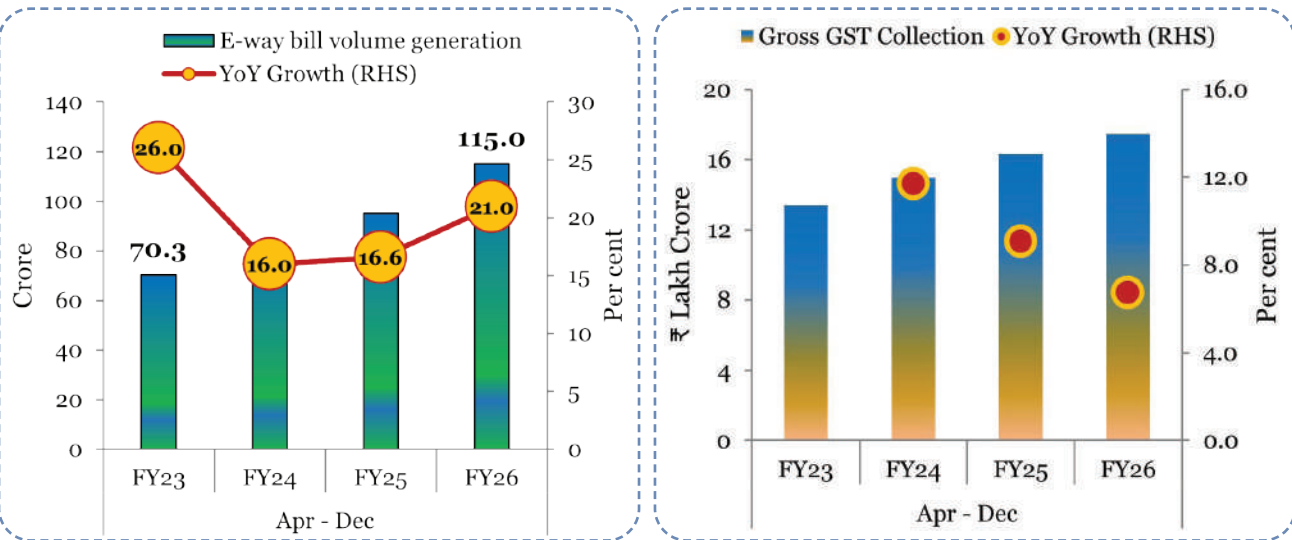 E-way bill volume generation
YoY Growth (RHS)
Crore
140
120
100
80
60
40
20
0
30
25
20
15
10
5
0
Per cent
26.0
16.0
16.6
21.0
70.3
115.0
FY23 FY24 FY25 FY26
Apr - Dec
Gross GST Collection YoY Growth (RHS)
₹ Lakh Crore
20
16
12
8
4
0
16.0
12.0
8.0
4.0
0.0
Per cent
FY23 FY24 FY25 FY26
Apr - Dec